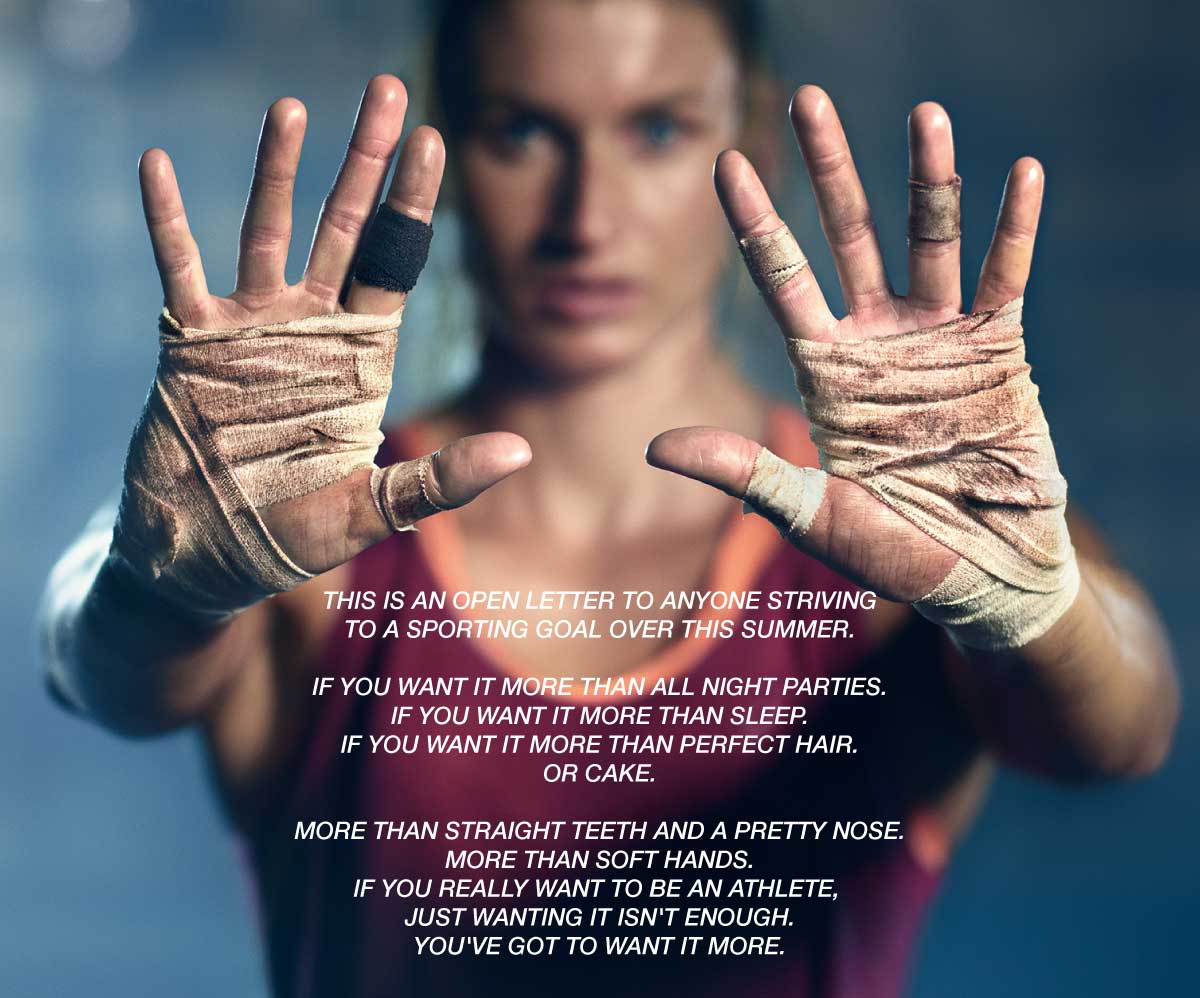 THIS IS AN OPEN LETTER TO ANYONE STRIVING
TO A SPORTING GOAL OVER THIS SUMMER.
IF YOU WANT IT MORE THAN ALL NIGHT PARTIES.
IF YOU WANT IT MORE THAN SLEEP.
IF YOU WANT IT MORE THAN PERFECT HAIR.
OR CAKE.
MORE THAN STRAIGHT TEETH AND A PRETTY NOSE.
MORE THAN SOFT HANDS.
IF YOU REALLY WANT TO BE AN ATHLETE,
JUST WANTING IT ISN'T ENOUGH.
YOU'VE GOT TO WANT IT MORE.